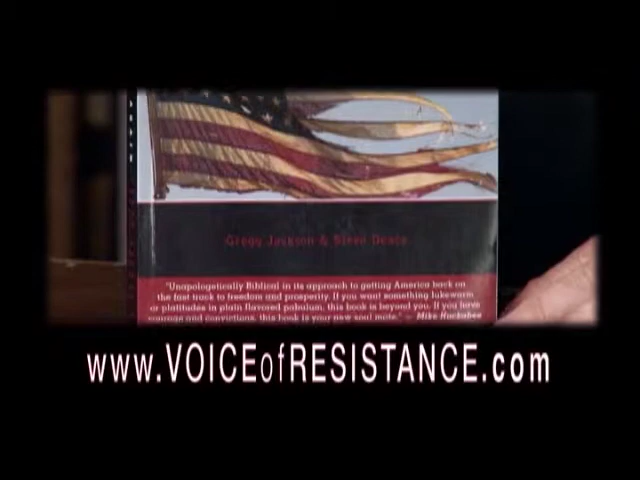 Gregg Jackson & Steve Deace
"Unapologetically Biblical in its approach to getting America back on
the fast track to freedom and prosperity. If you want something lukewarm
or platitudes in plain flavored pabulum, this book is beyond you. If you have
courage and convictions, this book is your new soul mate." - Mike Huckabee
www.VOICEofRESISTANCE.com